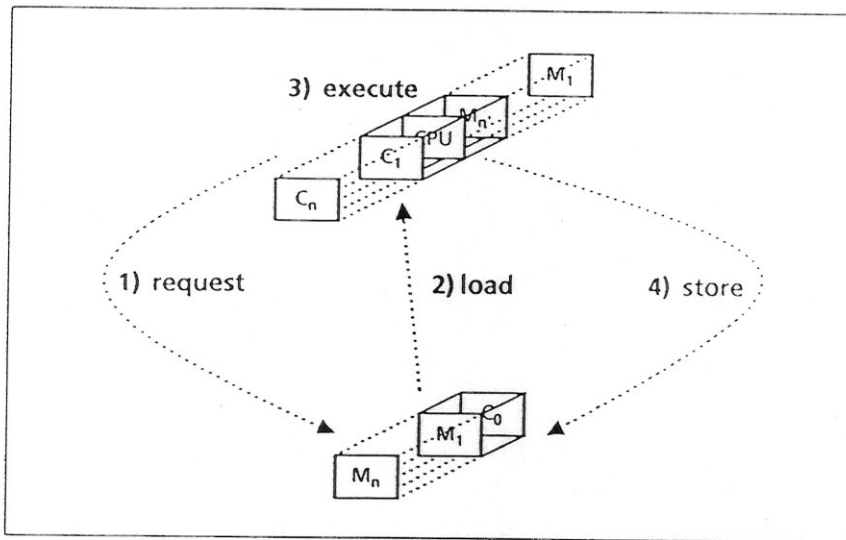 M₁
3) execute
Mₙ
CPU
C₁
Cₙ
1) request
2) load
4) store
C₀
M₁
Mₙ